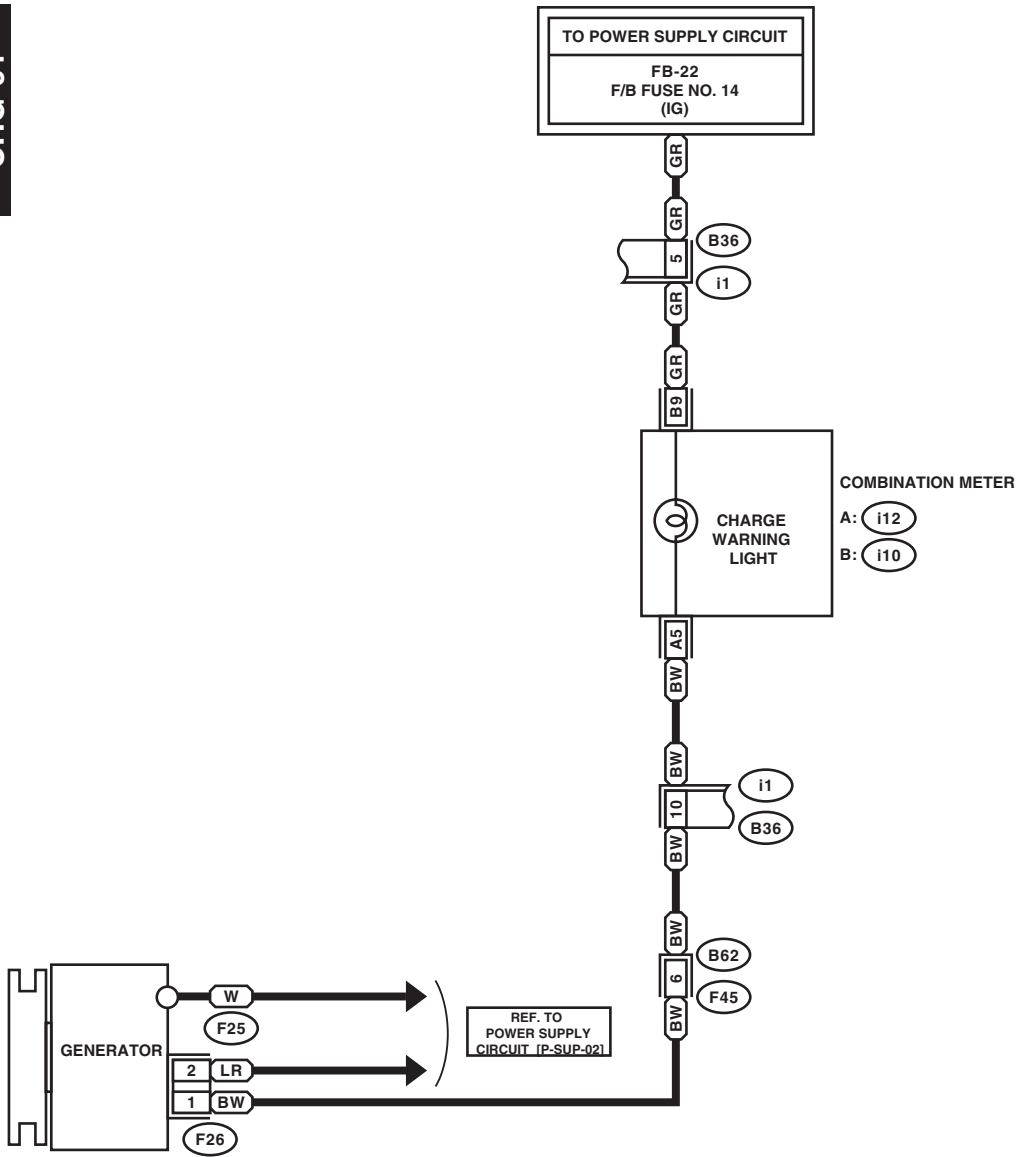 TO POWER SUPPLY CIRCUIT
FB-22
F/B FUSE NO. 14
(IG)
GR
GR
B36
5
i1
GR
GR
B9
COMBINATION METER
CHARGE
WARNING
LIGHT
A: i12
B: i10
A5
BW
BW
i1
10
B36
BW
BW
B62
6
F45
BW
W
F25
REF. TO
POWER SUPPLY
CIRCUIT [P-SUP-02]
GENERATOR
2 LR
1 BW
F26